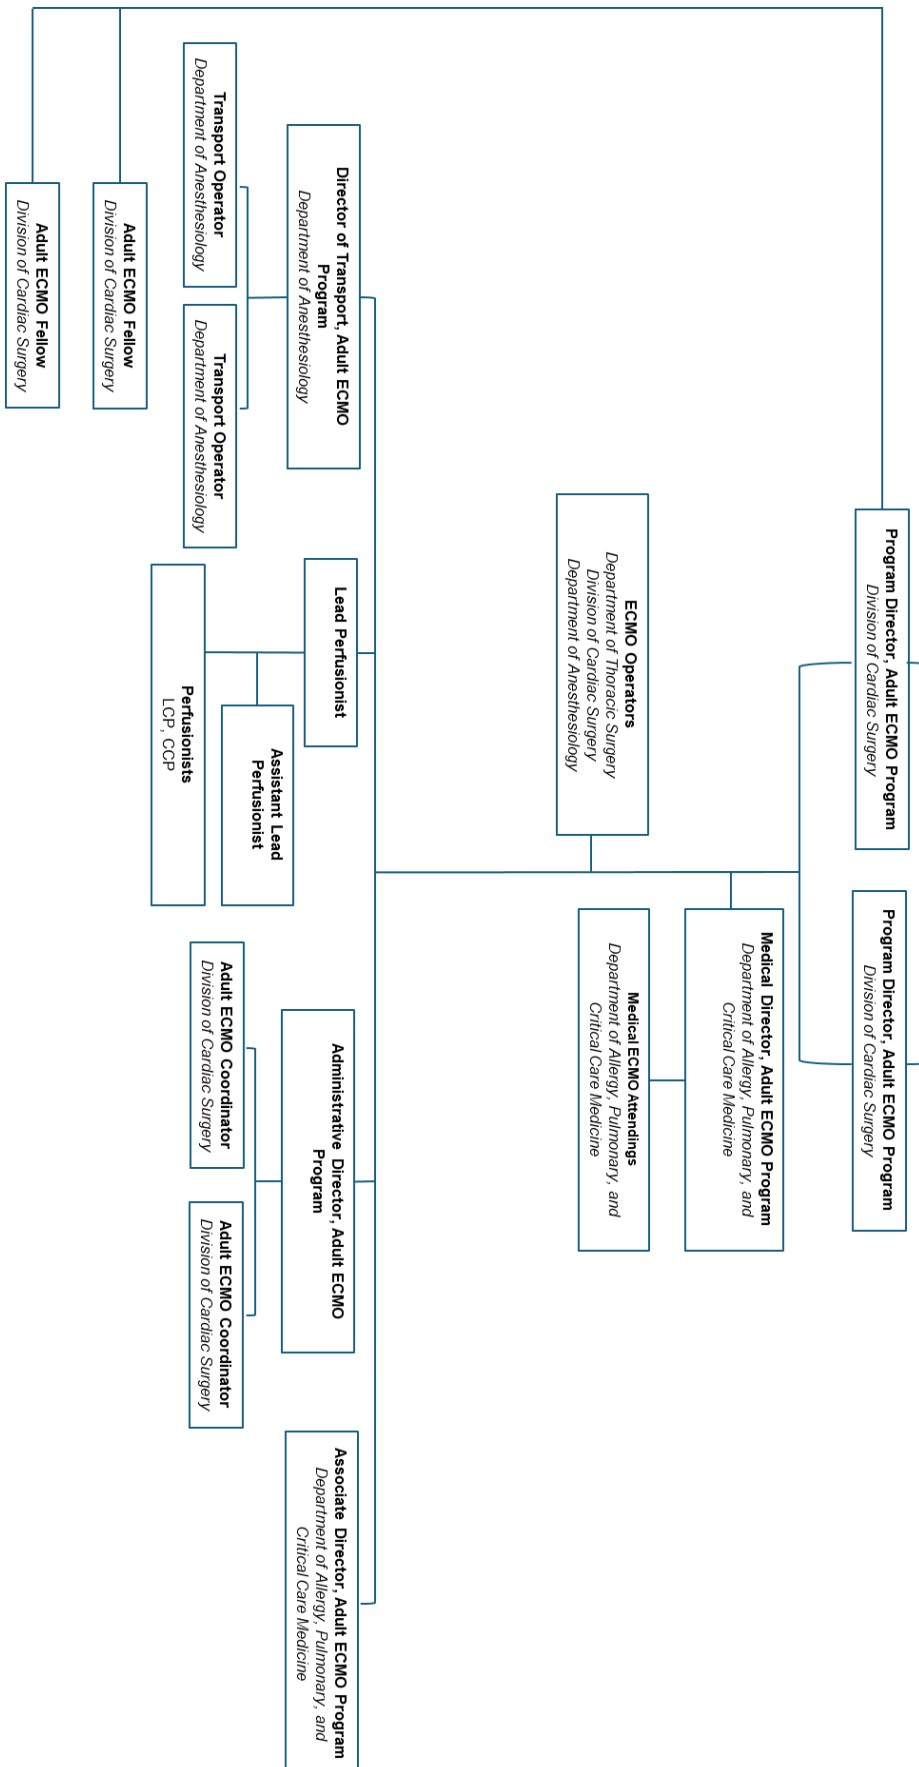 Program Director, Adult ECMO Program
Division of Cardiac Surgery
Program Director, Adult ECMO Program
Division of Cardiac Surgery
Medical Director, Adult ECMO Program
Department of Allergy, Pulmonary, and
Critical Care Medicine
ECMO Operators
Department of Thoracic Surgery
Division of Cardiac Surgery
Department of Anesthesiology
Medical ECMO Attendings
Department of Allergy, Pulmonary, and
Critical Care Medicine
Director of Transport, Adult ECMO
Program
Department of Anesthesiology
Lead Perfusionist
Administrative Director, Adult ECMO
Program
Associate Director, Adult ECMO Program
Department of Allergy, Pulmonary, and
Critical Care Medicine
Transport Operator
Department of Anesthesiology
Transport Operator
Department of Anesthesiology
Assistant Lead
Perfusionist
Perfusionists
LCP, CCP
Adult ECMO Coordinator
Division of Cardiac Surgery
Adult ECMO Coordinator
Division of Cardiac Surgery
Adult ECMO Fellow
Division of Cardiac Surgery
Adult ECMO Fellow
Division of Cardiac Surgery